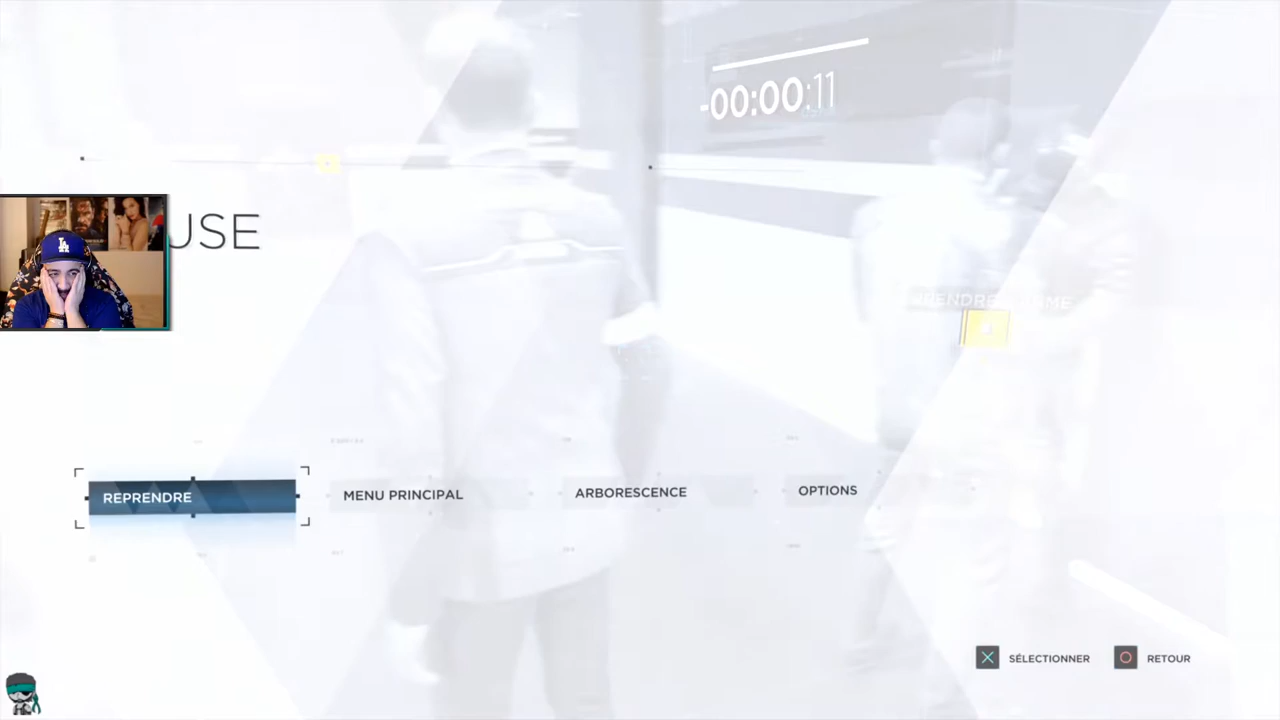 -00:00:11
USE
REPRENDRE
MENU PRINCIPAL
ARBORESCENCE
OPTIONS
SÉLECTIONNER
RETOUR